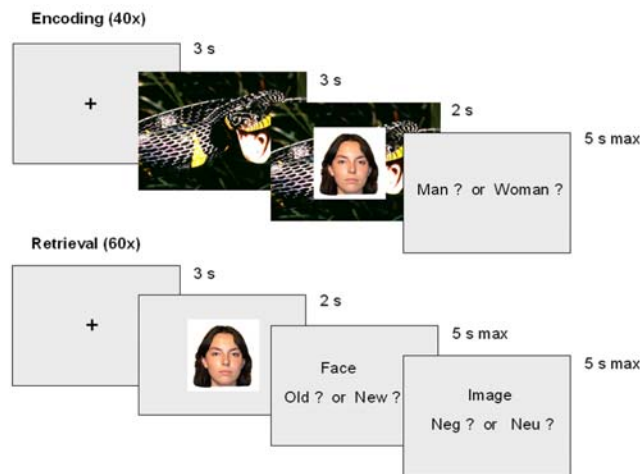 Encoding (40x)
3 s
+
3 s
2 s
5 s max
Man ? or Woman ?
Retrieval (60x)
3 s
+
2 s
5 s max
Face
Old ? or New ?
5 s max
Image
Neg ? or Neu ?